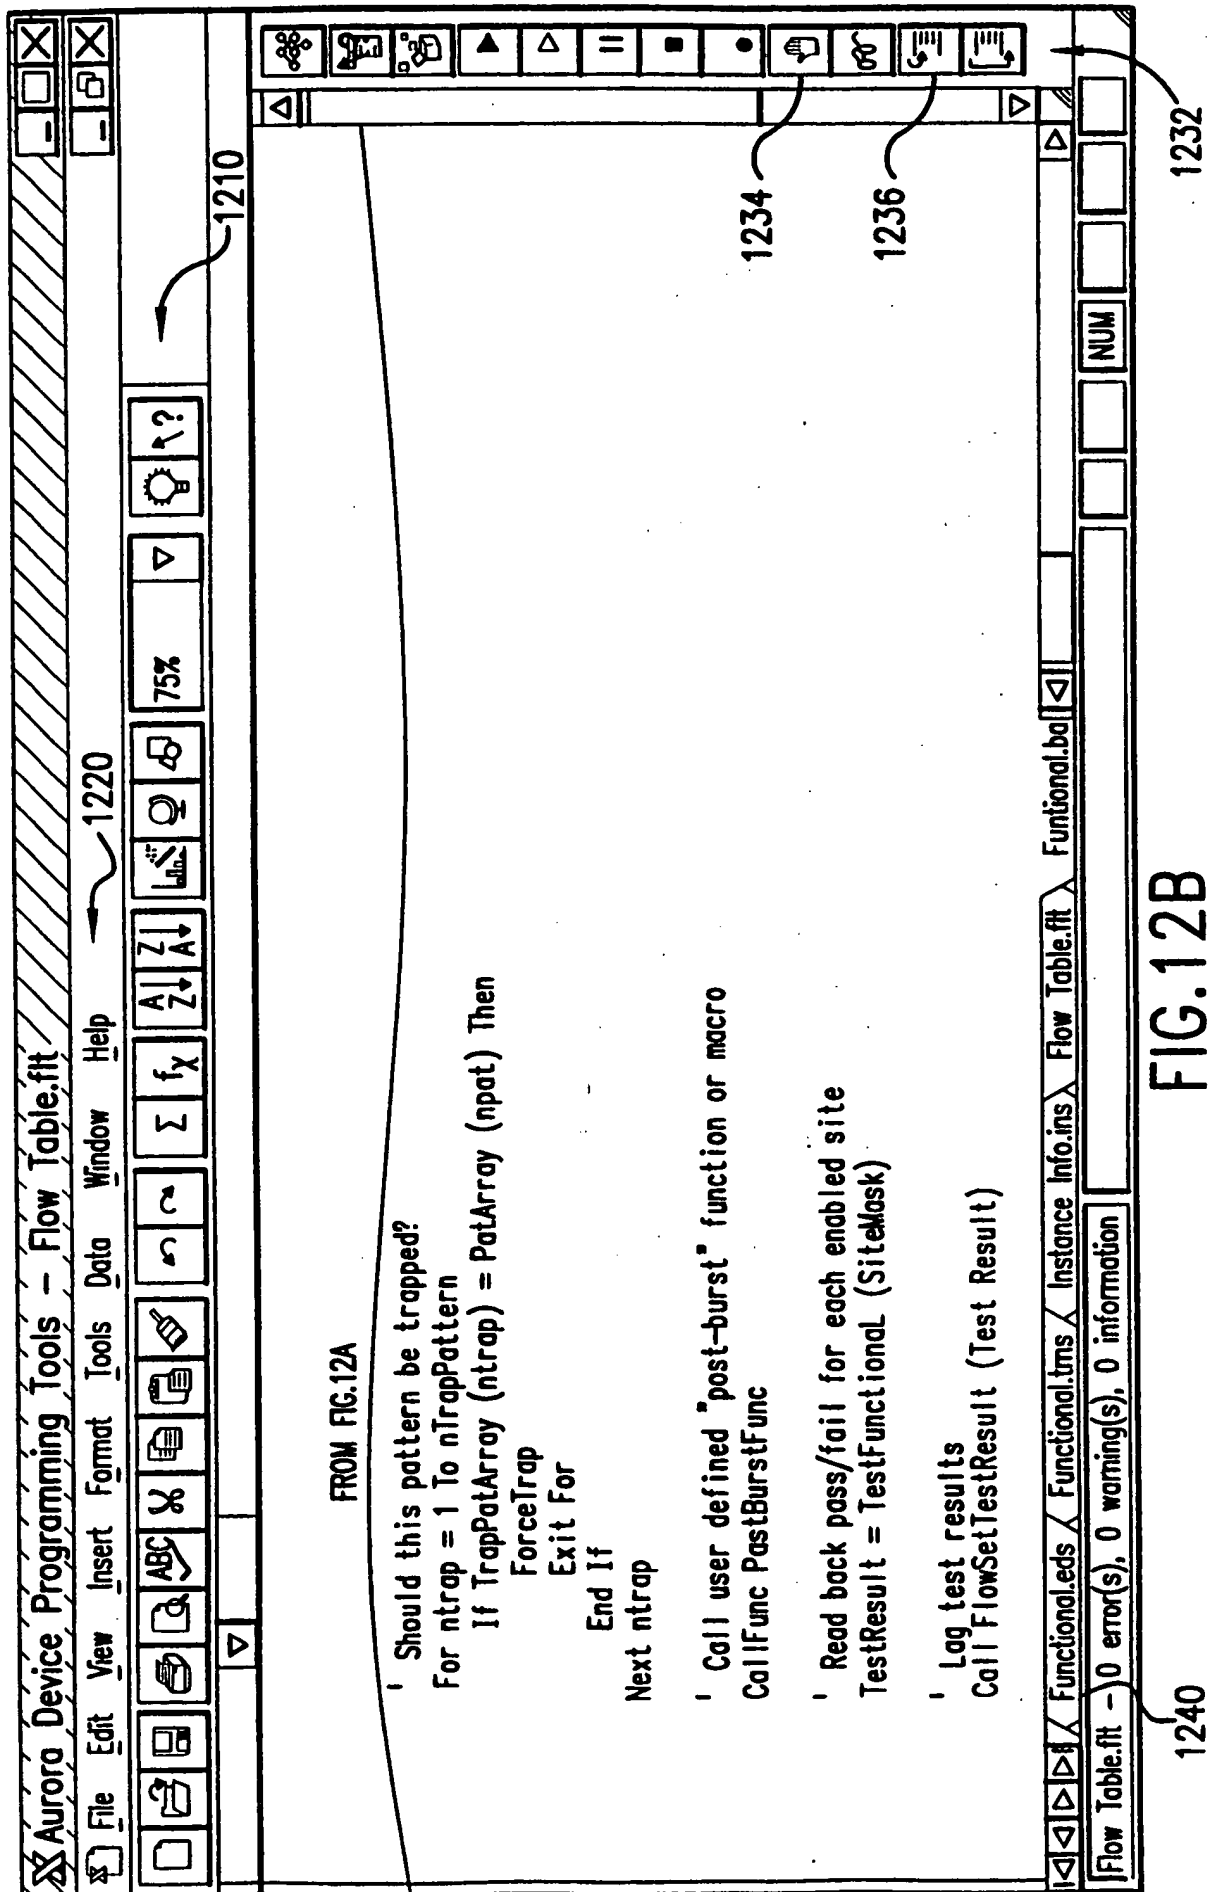 Aurora Device Programming Tools - Flow Table.flt
File Edit View Insert Format Tools Data Window Help
1220
ABC Σ fx A Z Z A 75% ?
1210
FROM FIG.12A
' Should this pattern be trapped?
For ntrap = 1 To nTrapPattern
If TrapPatArray (ntrap) = PatArray (npat) Then
ForceTrap
Exit For
End If
Next ntrap
' Call user defined "post-burst" function or macro
CallFunc PastBurstFunc
' Read back pass/fail for each enabled site
TestResult = TestFunctional (SiteMask)
' Lag test results
Call FlowSetTestResult (Test Result)
1234
1236
Functional.eds Functional.tms Instance Info.ins Flow Table.flt Funtional.ba
Flow Table.flt - 0 error(s), 0 warning(s), 0 information NUM
1240
1232
FIG.12B